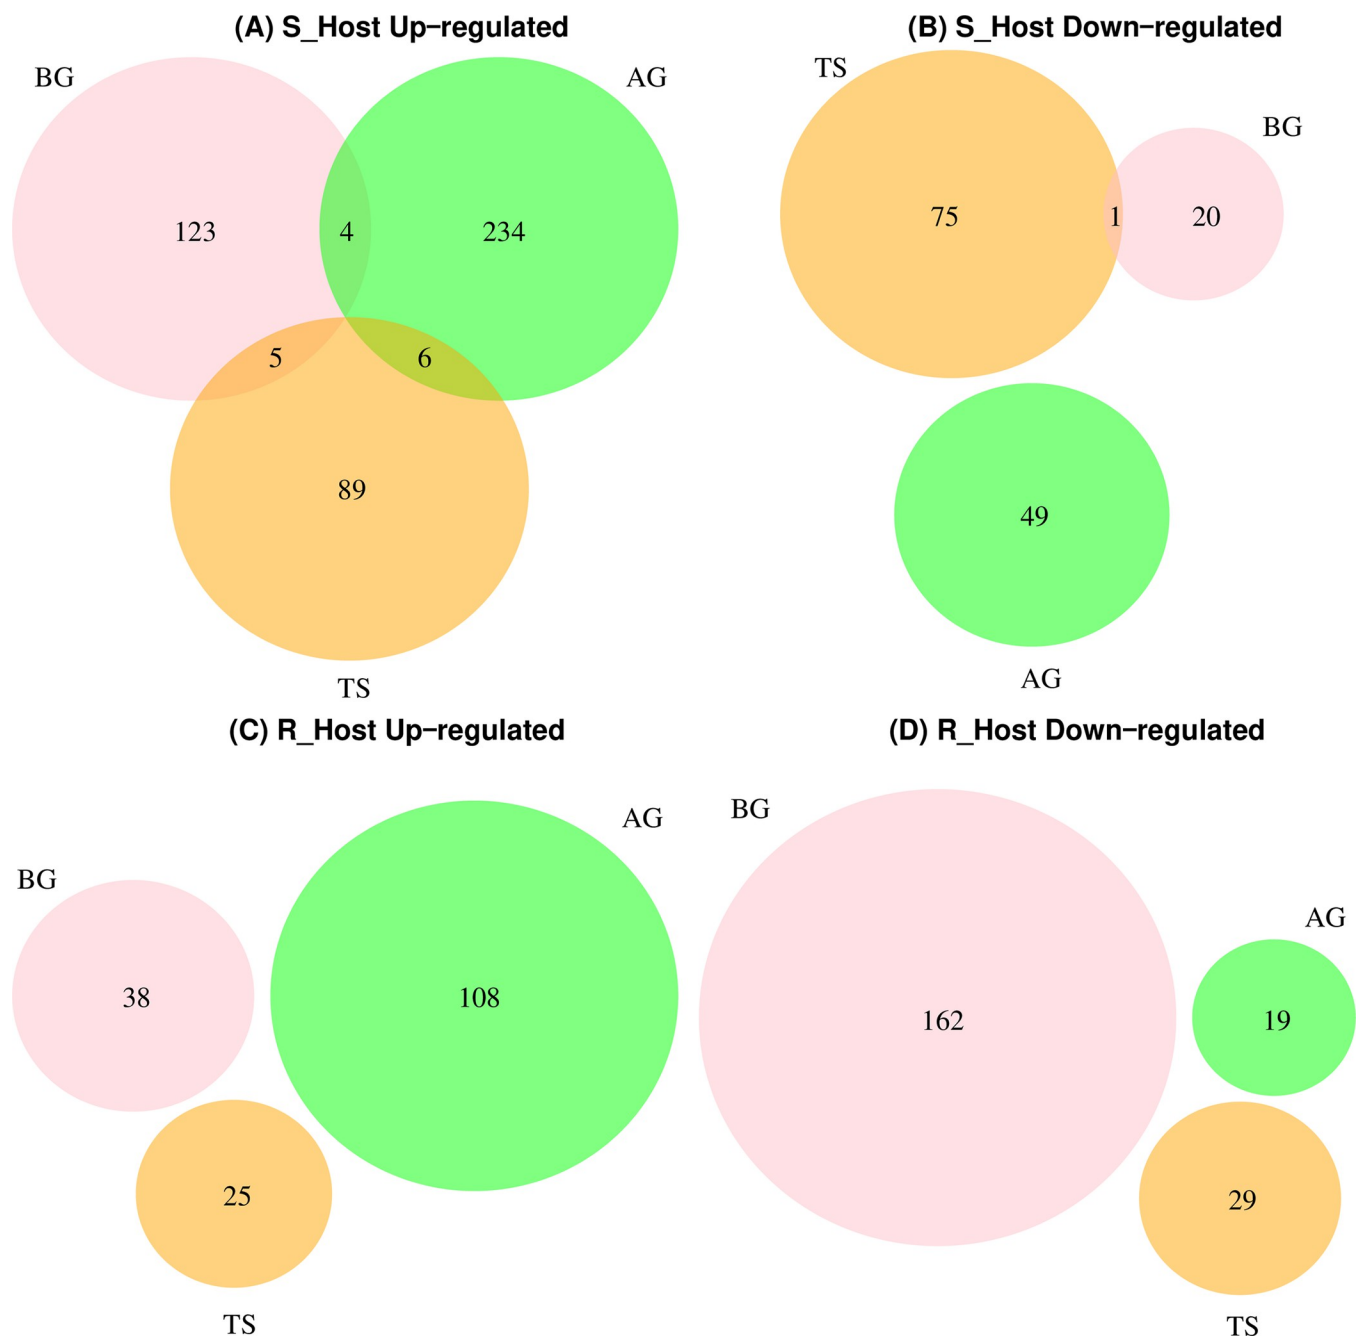 (A) S_Host Up−regulated
BG
AG
123
4
234
5
6
89
TS
(B) S_Host Down−regulated
TS
BG
75
1
20
49
AG
(C) R_Host Up−regulated
AG
BG
38
108
25
TS
(D) R_Host Down−regulated
BG
AG
162
19
29
TS